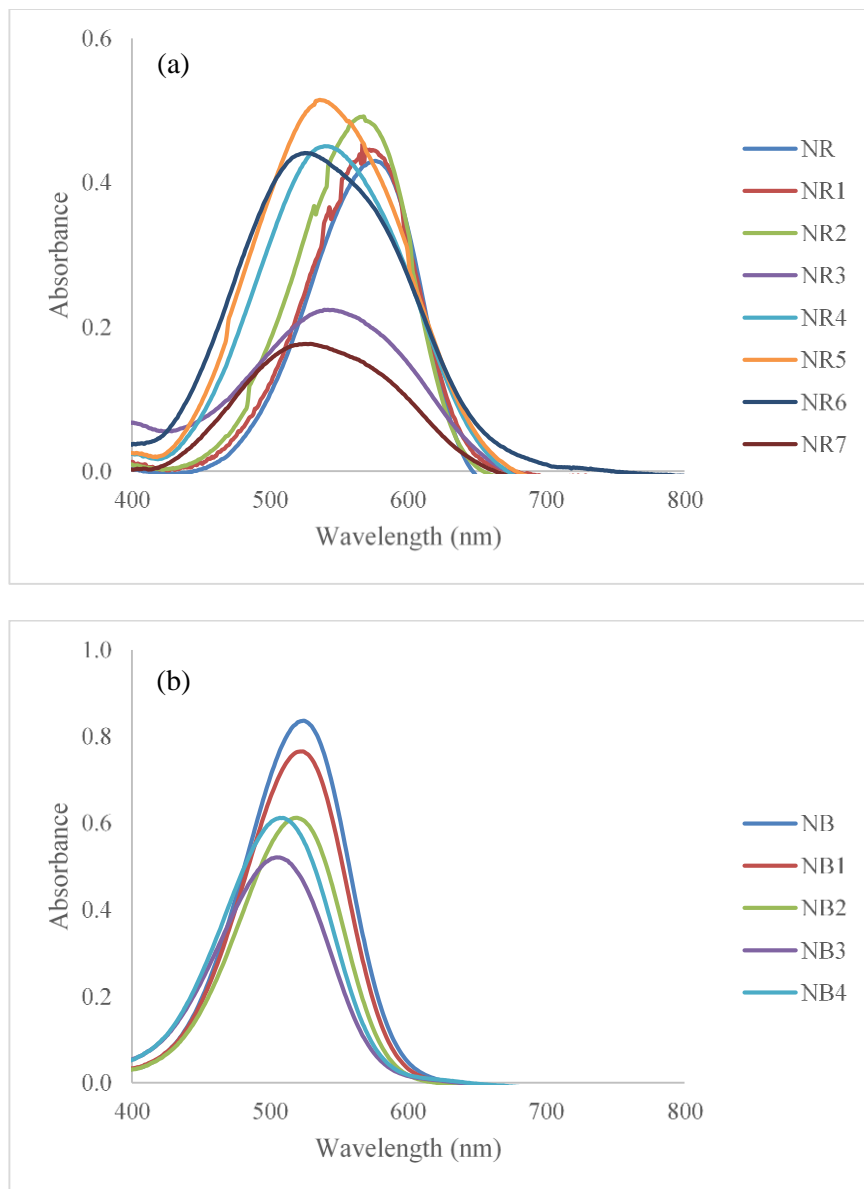 0.6
(a)
NR
NR1
0.4
NR2
Absorbance
NR3
NR4
0.2
NR5
NR6
NR7
0.0
400 500 600 700 800
Wavelength (nm)
1.0
(b)
0.8
NB
0.6
NB1
Absorbance
NB2
0.4
NB3
NB4
0.2
0.0
400 500 600 700 800
Wavelength (nm)